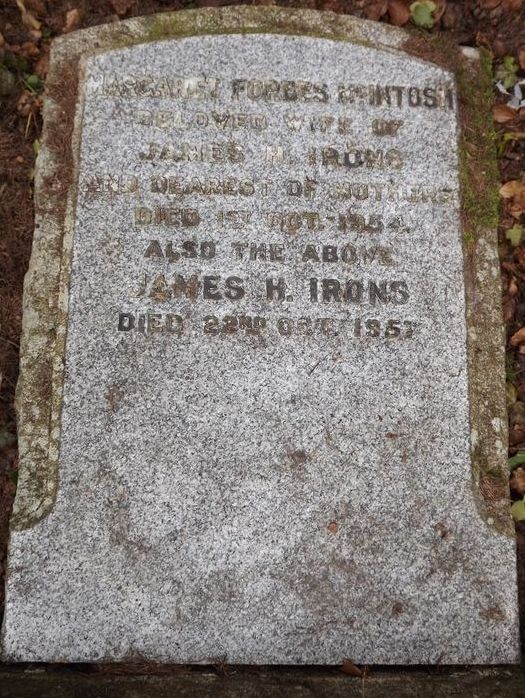 MARGARET FORBES McINTOSH
BELOVED WIFE OF
JAMES H. IRONS
AND DEAREST OF MOTHERS
DIED 1ST OCT. 1954.
ALSO THE ABOVE
JAMES H. IRONS
DIED 22ND OCT. 1957